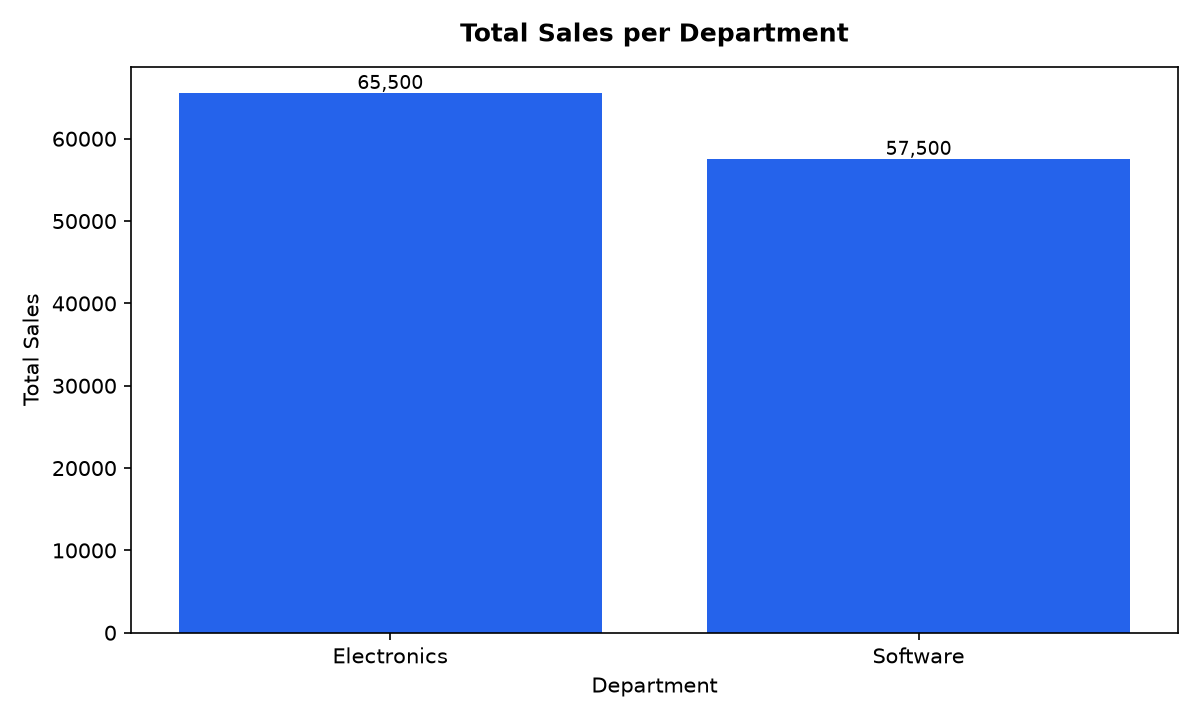 Total Sales per Department
65,500
57,500
60000
50000
40000
30000
20000
10000
0
Total Sales
Electronics
Software
Department